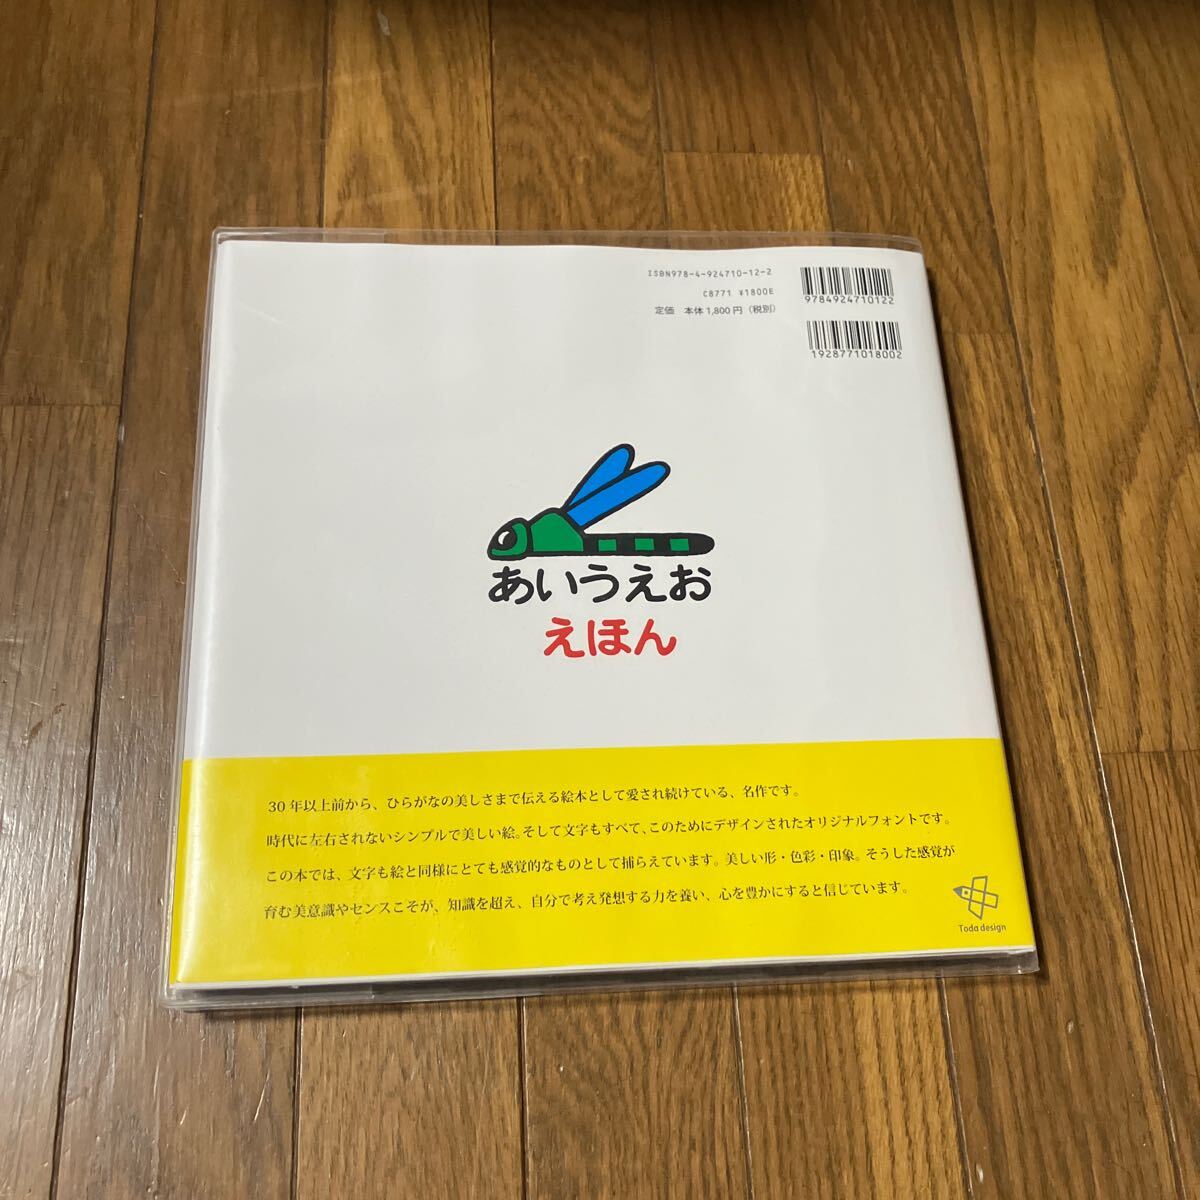 ISBN978-4-924710-12-2
C8771 ¥1800E
定価 本体1,800円（税別）
9784924710122
1928771018002
あいうえお
えほん
30年以上前から、ひらがなの美しさまで伝える絵本として愛され続けている、名作です。
時代に左右されないシンプルで美しい絵。そして文字もすべて、このためにデザインされたオリジナルフォントです。
この本では、文字も絵と同様にとても感覚的なものとして捕らえています。美しい形・色彩・印象。そうした感覚が
育む美意識やセンスこそが、知識を超え、自分で考え発想する力を養い、心を豊かにすると信じています。
Toda design